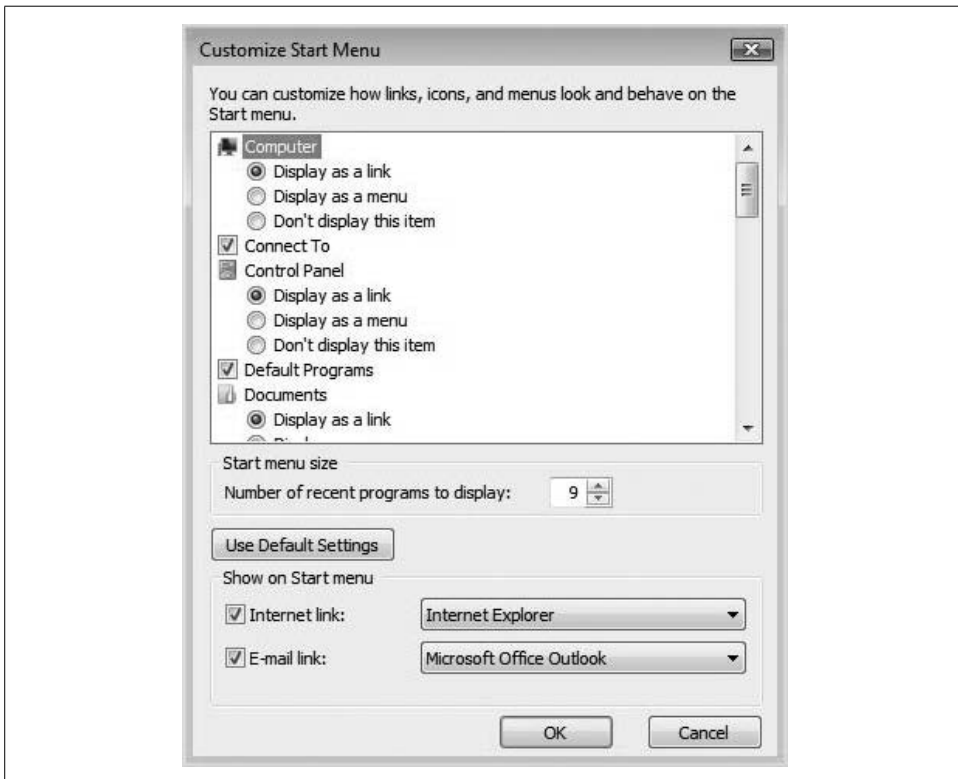 Customize Start Menu
You can customize how links, icons, and menus look and behave on the
Start menu.
Computer
Display as a link
Display as a menu
Don't display this item
Connect To
Control Panel
Display as a link
Display as a menu
Don't display this item
Default Programs
Documents
Display as a link
Start menu size
Number of recent programs to display: 9
Use Default Settings
Show on Start menu
Internet link: Internet Explorer
E-mail link: Microsoft Office Outlook
OK Cancel